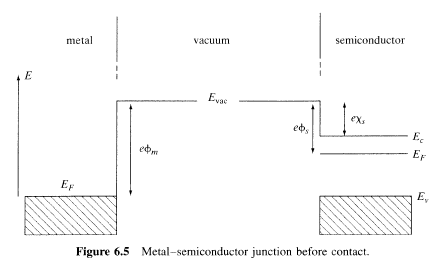 metal vacuum semiconductor
E
E_vac
eχ_s
eϕ_s
E_c
eϕ_m
E_F
E_F
E_v
Figure 6.5 Metal–semiconductor junction before contact.